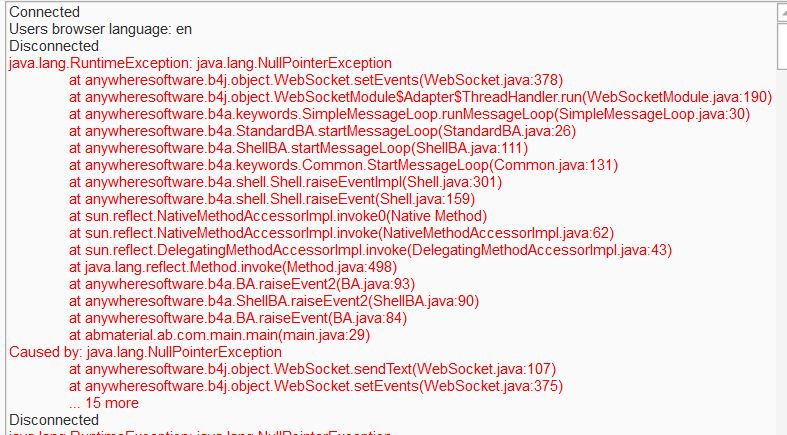 Connected
Users browser language: en
Disconnected
java.lang.RuntimeException: java.lang.NullPointerException
at anywheresoftware.b4j.object.WebSocket.setEvents(WebSocket.java:378)
at anywheresoftware.b4j.object.WebSocketModule$Adapter$ThreadHandler.run(WebSocketModule.java:190)
at anywheresoftware.b4a.keywords.SimpleMessageLoop.runMessageLoop(SimpleMessageLoop.java:30)
at anywheresoftware.b4a.StandardBA.startMessageLoop(StandardBA.java:26)
at anywheresoftware.b4a.ShellBA.startMessageLoop(ShellBA.java:111)
at anywheresoftware.b4a.keywords.Common.StartMessageLoop(Common.java:131)
at anywheresoftware.b4a.shell.Shell.raiseEventImpl(Shell.java:301)
at anywheresoftware.b4a.shell.Shell.raiseEvent(Shell.java:159)
at sun.reflect.NativeMethodAccessorImpl.invoke0(Native Method)
at sun.reflect.NativeMethodAccessorImpl.invoke(NativeMethodAccessorImpl.java:62)
at sun.reflect.DelegatingMethodAccessorImpl.invoke(DelegatingMethodAccessorImpl.java:43)
at java.lang.reflect.Method.invoke(Method.java:498)
at anywheresoftware.b4a.BA.raiseEvent2(BA.java:93)
at anywheresoftware.b4a.ShellBA.raiseEvent2(ShellBA.java:90)
at anywheresoftware.b4a.BA.raiseEvent(BA.java:84)
at abmaterial.ab.com.main.main(main.java:29)
Caused by: java.lang.NullPointerException
at anywheresoftware.b4j.object.WebSocket.sendText(WebSocket.java:107)
at anywheresoftware.b4j.object.WebSocket.setEvents(WebSocket.java:375)
... 15 more
Disconnected
java.lang.RuntimeException: java.lang.NullPointerException